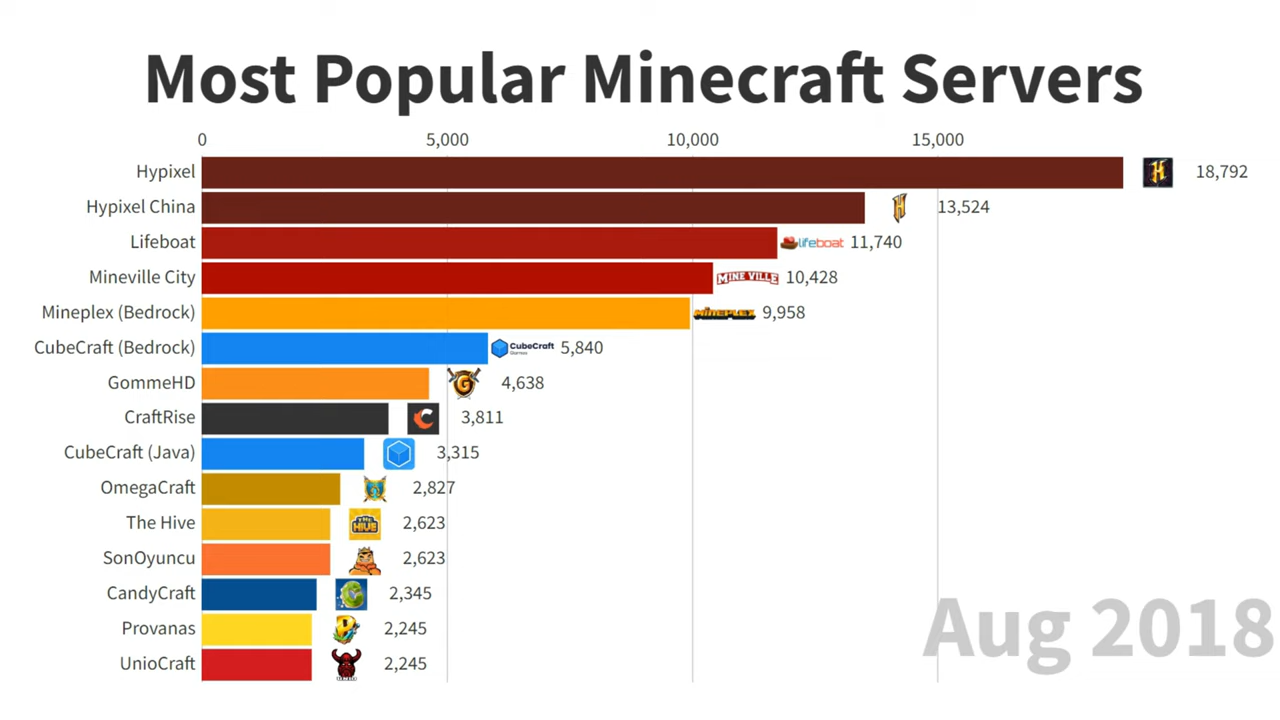 Most Popular Minecraft Servers
0 5,000 10,000 15,000
Hypixel 18,792
Hypixel China 13,524
Lifeboat lifeboat 11,740
Mineville City MINEVILLE 10,428
Mineplex (Bedrock) MINEPLEX 9,958
CubeCraft (Bedrock) CubeCraft Games 5,840
GommeHD G 4,638
CraftRise 3,811
CubeCraft (Java) 3,315
OmegaCraft 2,827
The Hive THE HIVE 2,623
SonOyuncu 2,623
CandyCraft 2,345
Provanas 2,245
UnioCraft 2,245
Aug 2018